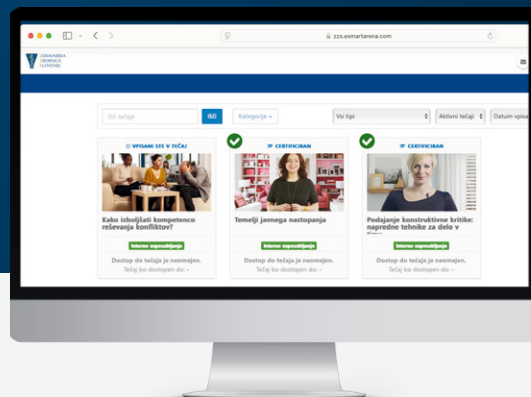 zzs.esmartarena.com
ZDRAVNIŠKA
ZBORNICA
SLOVENIJE
Išči tečaje
Išči
Kategorije
Vsi tipi
Aktivni tečaji
Datum vpisa
VPISANI STE V TEČAJ
Kako izboljšati kompetenco
reševanja konfliktov?
Interno usposabljanje
Dostop do tečaja je neomejen.
Tečaj bo dostopen do: -
CERTIFICIRAN
Temelji javnega nastopanja
Interno usposabljanje
Dostop do tečaja je neomejen.
Tečaj bo dostopen do: -
CERTIFICIRAN
Podajanje konstruktivne kritike:
napredne tehnike za delo v
Interno usposabljanje
Dostop do tečaja je neomejen.
Tečaj bo dostopen do: -